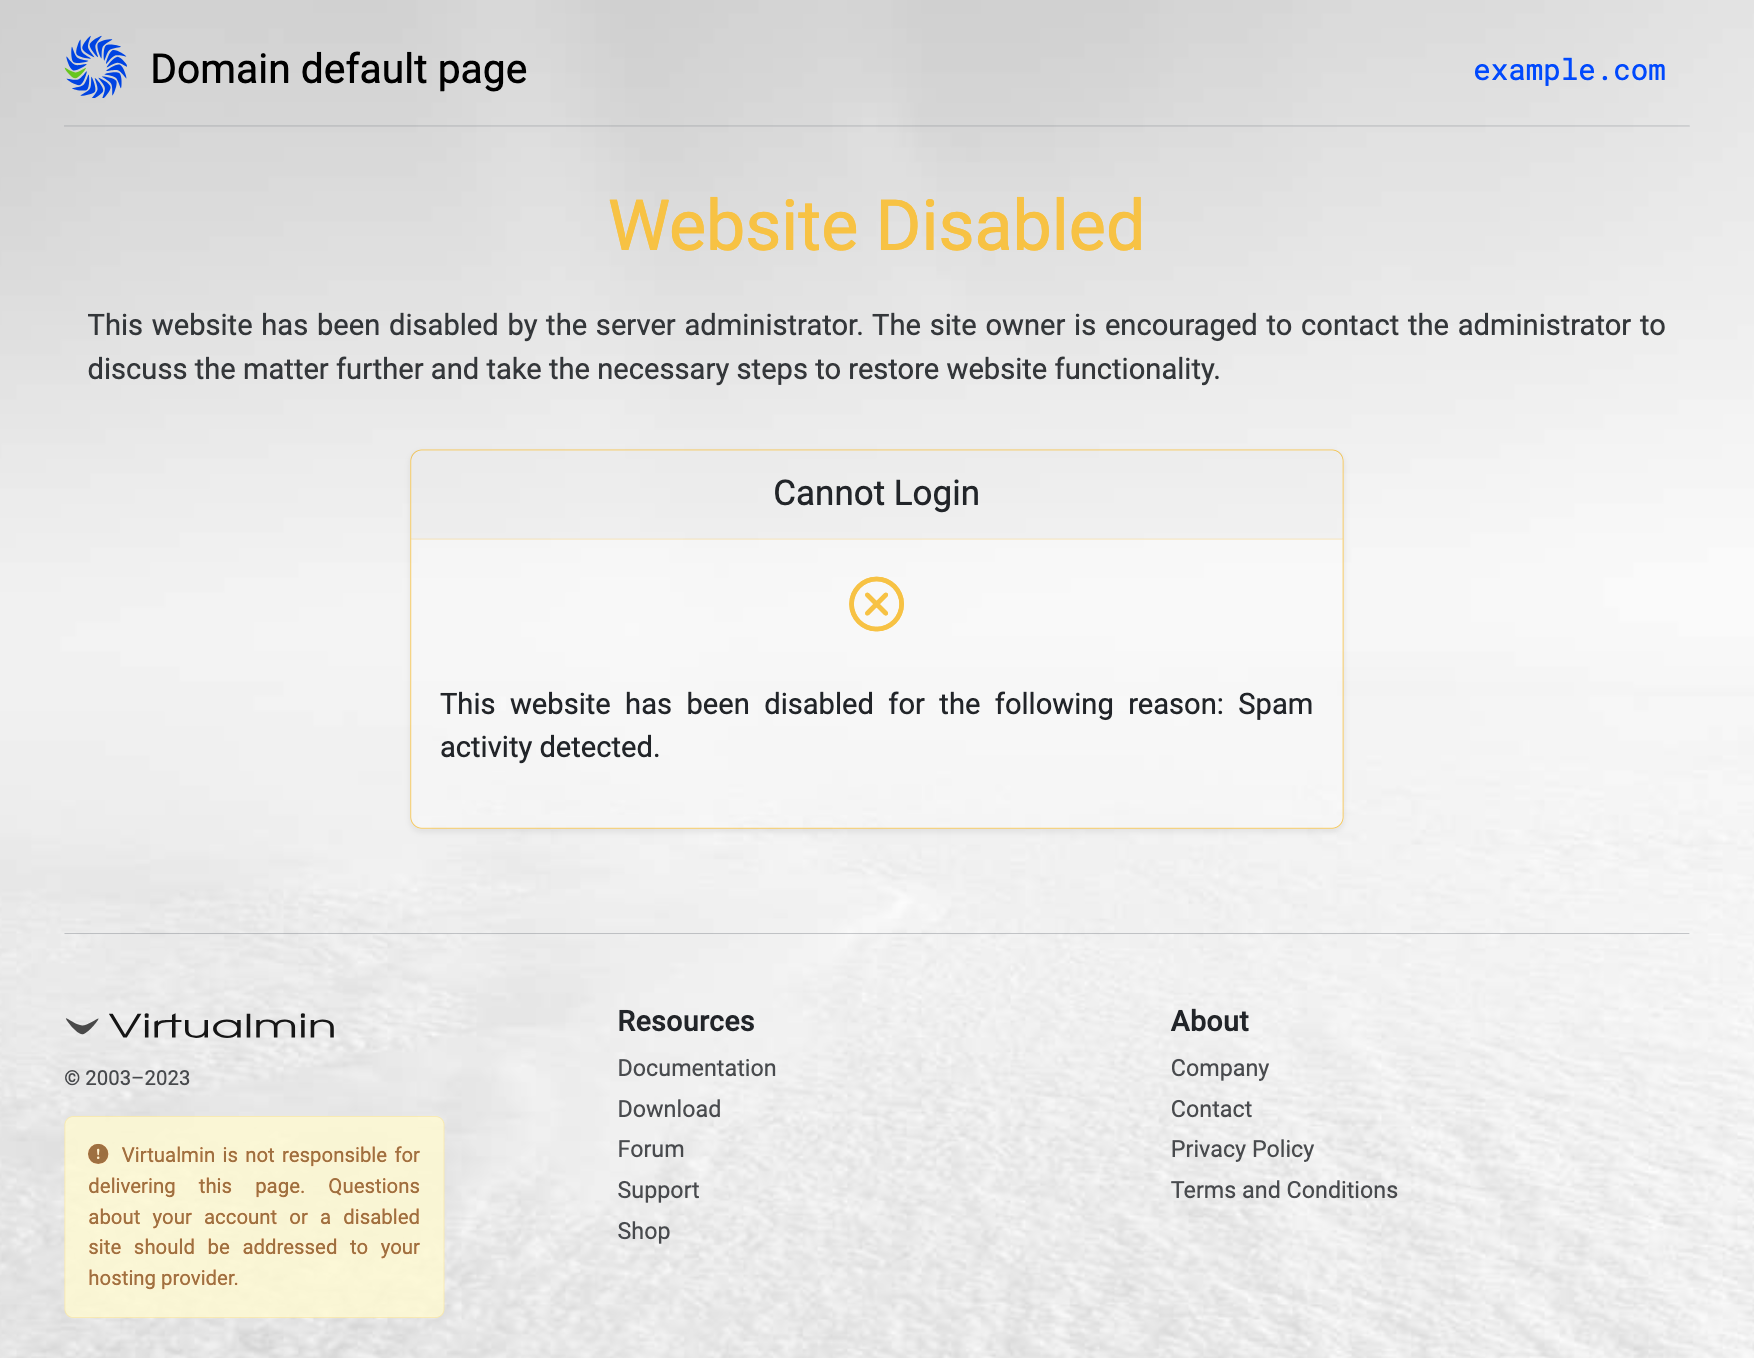 Domain default page
example.com
Website Disabled
This website has been disabled by the server administrator. The site owner is encouraged to contact the administrator to
discuss the matter further and take the necessary steps to restore website functionality.
Cannot Login
This website has been disabled for the following reason: Spam
activity detected.
Virtualmin
© 2003–2023
Virtualmin is not responsible for
delivering this page. Questions
about your account or a disabled
site should be addressed to your
hosting provider.
Resources
Documentation
Download
Forum
Support
Shop
About
Company
Contact
Privacy Policy
Terms and Conditions